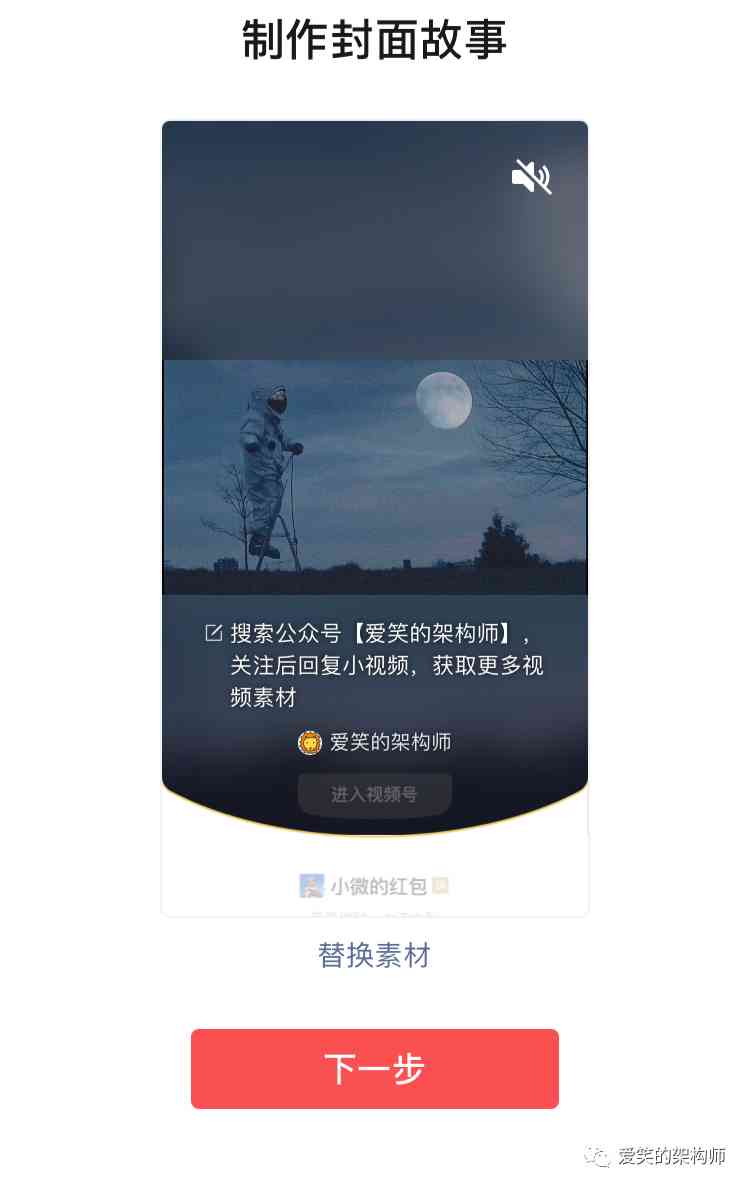 制作封面故事
搜索公众号【爱笑的架构师】，
关注后回复小视频，获取更多视
频素材
爱笑的架构师
进入视频号
小微的红包
替换素材
下一步
爱笑的架构师